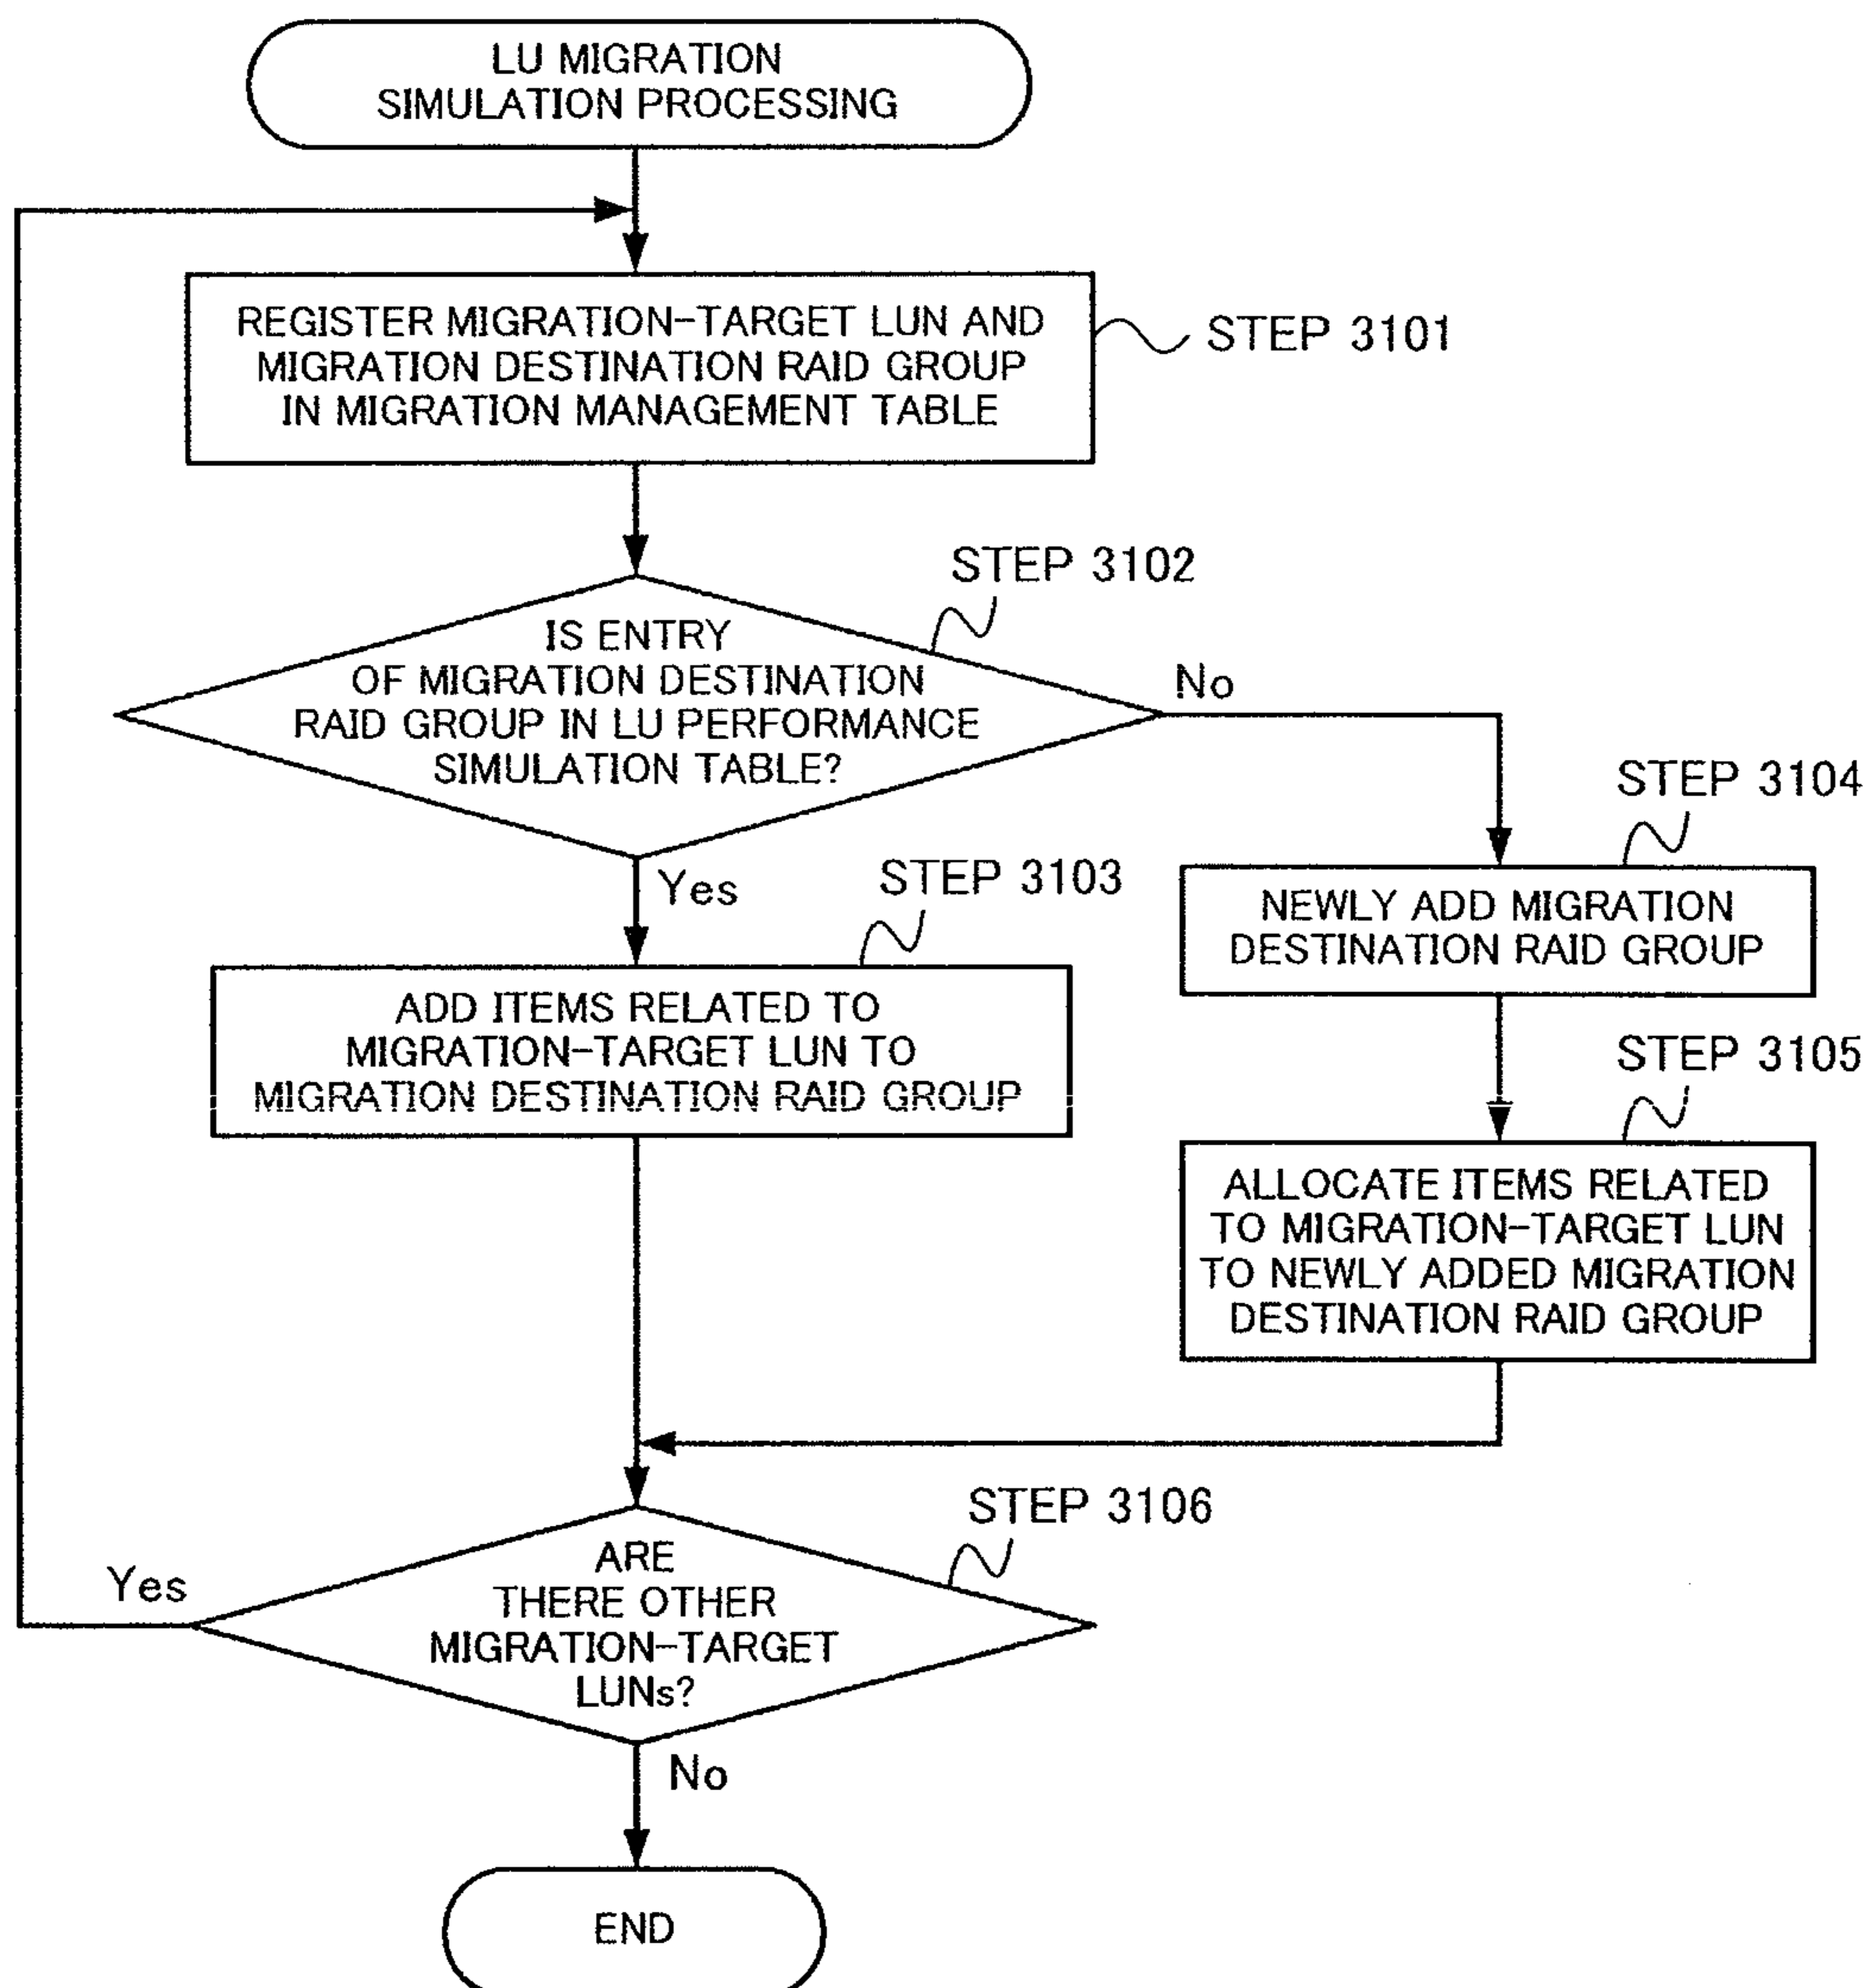 LU MIGRATION
SIMULATION PROCESSING
REGISTER MIGRATION-TARGET LUN AND
MIGRATION DESTINATION RAID GROUP
IN MIGRATION MANAGEMENT TABLE
STEP 3101
STEP 3102
IS ENTRY
OF MIGRATION DESTINATION
RAID GROUP IN LU PERFORMANCE
SIMULATION TABLE?
No
Yes
STEP 3103
ADD ITEMS RELATED TO
MIGRATION-TARGET LUN TO
MIGRATION DESTINATION RAID GROUP
STEP 3104
NEWLY ADD MIGRATION
DESTINATION RAID GROUP
STEP 3105
ALLOCATE ITEMS RELATED
TO MIGRATION-TARGET LUN
TO NEWLY ADDED MIGRATION
DESTINATION RAID GROUP
STEP 3106
ARE
THERE OTHER
MIGRATION-TARGET
LUNs?
Yes
No
END